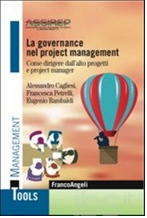 ASSIREP
La governance
nel project management
Come dirigere dall'alto progetti
e project manager
Alessandro Cagliesi,
Francesca Petrelli,
Eugenio Rambaldi
MANAGEMENT
TOOLS
FrancoAngeli